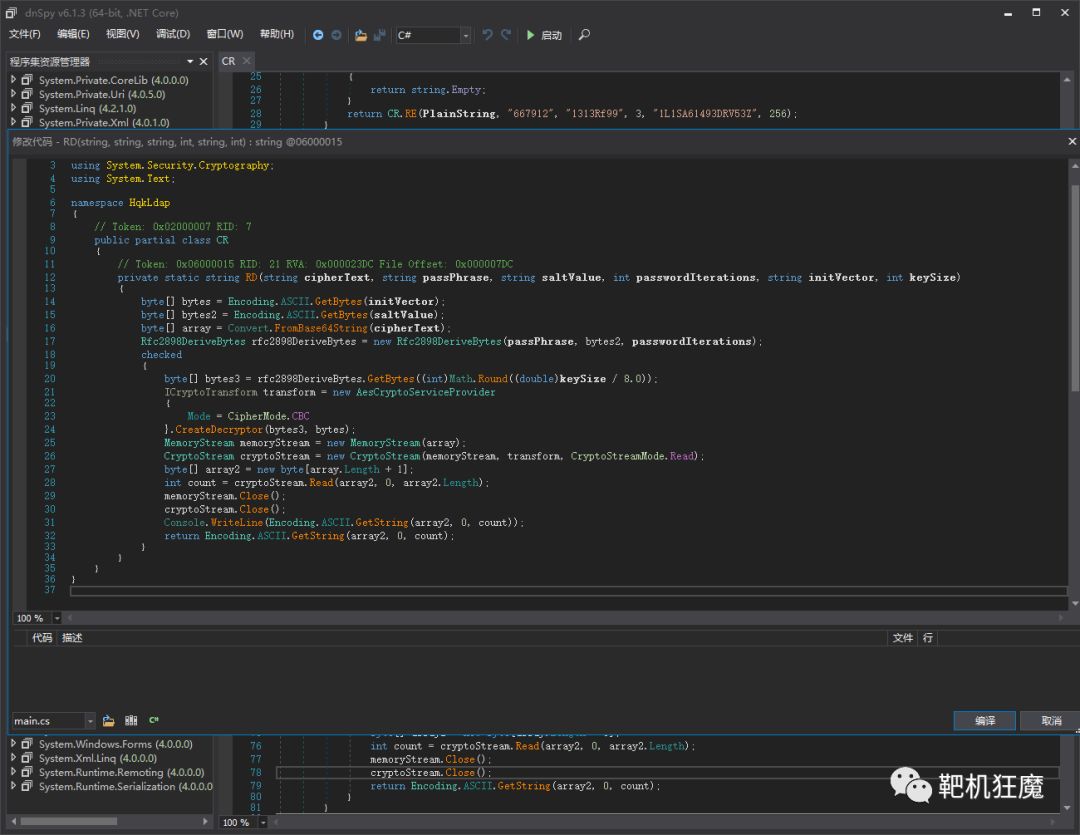 dnSpy v6.1.3 (64-bit, .NET Core)
文件(F) 编辑(E) 视图(V) 调试(D) 窗口(W) 帮助(H) C# 启动
程序集资源管理器
CR
System.Private.CoreLib (4.0.0.0)
System.Private.Uri (4.0.5.0)
System.Linq (4.2.1.0)
System.Private.Xml (4.0.1.0)
25 {
26 return string.Empty;
27 }
28 return CR.RE(PlainString, "667912", "1313Rf99", 3, "1L1SA61493DRV53Z", 256);
29 }
修改代码 - RD(string, string, string, int, string, int) : string @06000015
3 using System.Security.Cryptography;
4 using System.Text;
5
6 namespace HqkLdap
7 {
8 // Token: 0x02000007 RID: 7
9 public partial class CR
10 {
11 // Token: 0x06000015 RID: 21 RVA: 0x000023DC File Offset: 0x000007DC
12 private static string RD(string cipherText, string passPhrase, string saltValue, int passwordIterations, string initVector, int keySize)
13 {
14 byte[] bytes = Encoding.ASCII.GetBytes(initVector);
15 byte[] bytes2 = Encoding.ASCII.GetBytes(saltValue);
16 byte[] array = Convert.FromBase64String(cipherText);
17 Rfc2898DeriveBytes rfc2898DeriveBytes = new Rfc2898DeriveBytes(passPhrase, bytes2, passwordIterations);
18 checked
19 {
20 byte[] bytes3 = rfc2898DeriveBytes.GetBytes((int)Math.Round((double)keySize / 8.0));
21 ICryptoTransform transform = new AesCryptoServiceProvider
22 {
23 Mode = CipherMode.CBC
24 }.CreateDecryptor(bytes3, bytes);
25 MemoryStream memoryStream = new MemoryStream(array);
26 CryptoStream cryptoStream = new CryptoStream(memoryStream, transform, CryptoStreamMode.Read);
27 byte[] array2 = new byte[array.Length + 1];
28 int count = cryptoStream.Read(array2, 0, array2.Length);
29 memoryStream.Close();
30 cryptoStream.Close();
31 Console.WriteLine(Encoding.ASCII.GetString(array2, 0, count));
32 return Encoding.ASCII.GetString(array2, 0, count);
33 }
34 }
35 }
36 }
37
100 %
代码 描述 文件 行
main.cs C# 编译 取消
System.Windows.Forms (4.0.0.0)
System.Xml.Linq (4.0.0.0)
System.Runtime.Remoting (4.0.0.0)
System.Runtime.Serialization (4.0.0.0
76 int count = cryptoStream.Read(array2, 0, array2.Length);
77 memoryStream.Close();
78 cryptoStream.Close();
79 return Encoding.ASCII.GetString(array2, 0, count);
80 }
81 }
100 %
靶机狂魔